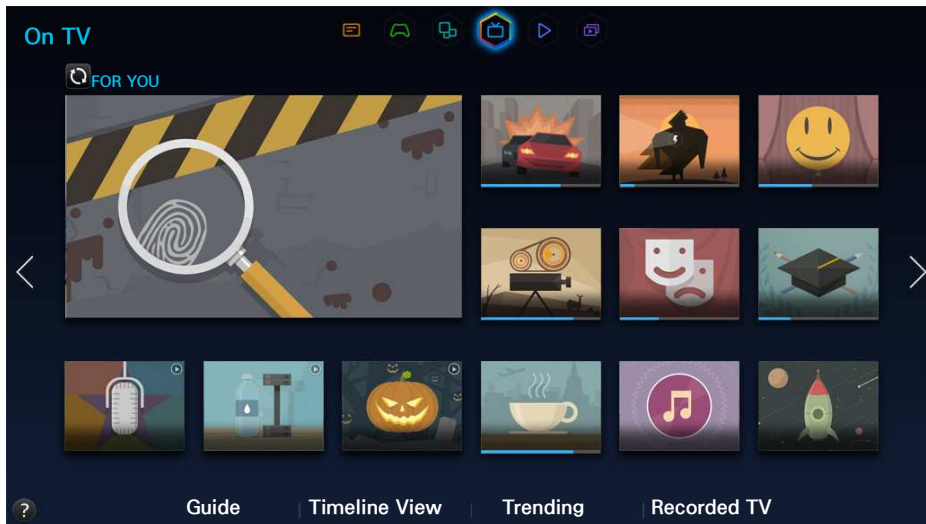 On TV
FOR YOU
?
Guide
Timeline View
Trending
Recorded TV